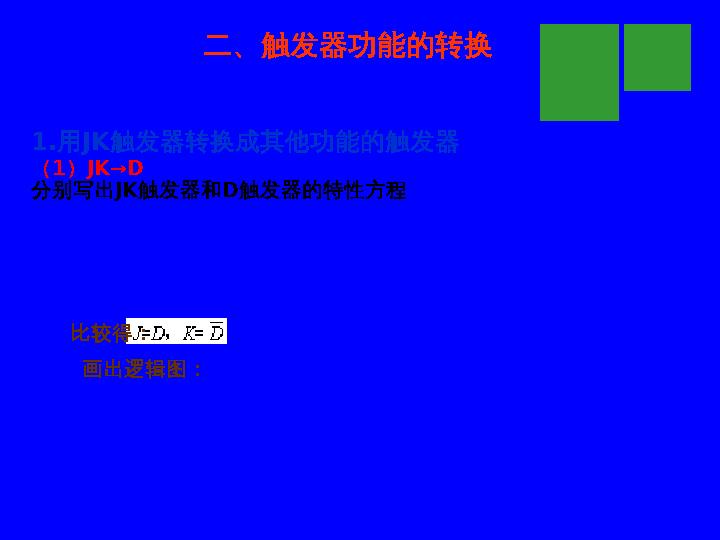 二、触发器功能的转换
1.用JK触发器转换成其他功能的触发器
（1）JK→D
分别写出JK触发器和D触发器的特性方程
比较得：J=D，K=D̅
画出逻辑图：